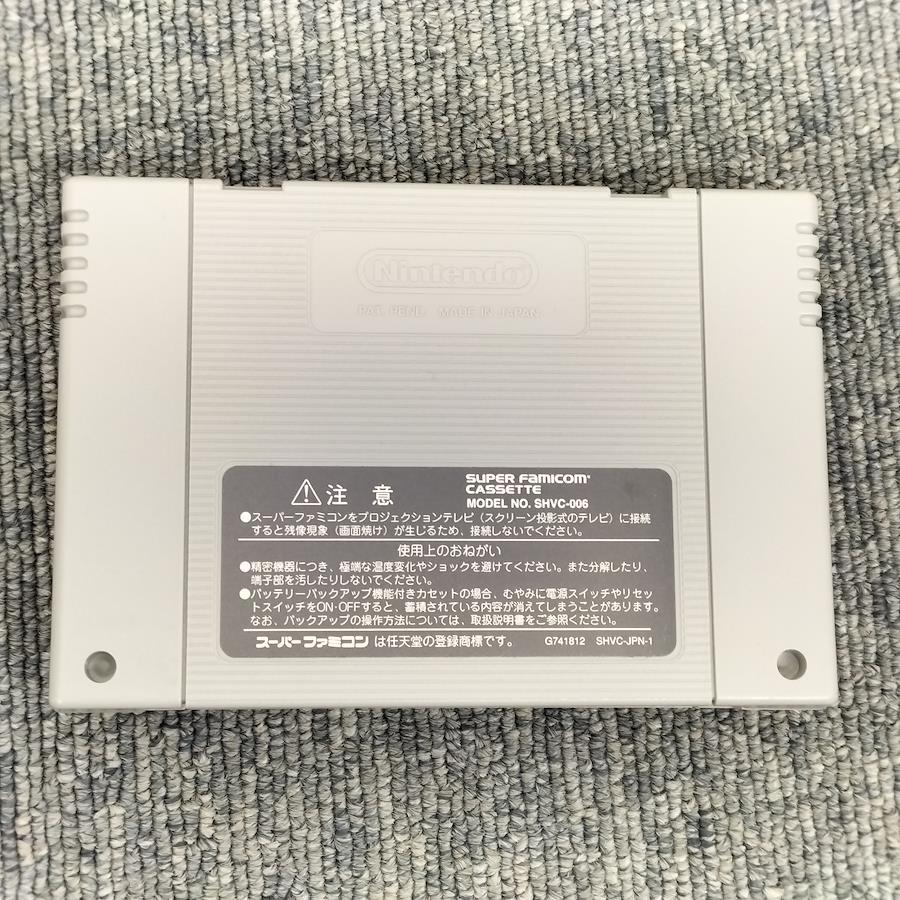 Nintendo®
PAT. PEND. MADE IN JAPAN
⚠注 意
SUPER FAMICOM®
CASSETTE
MODEL NO. SHVC-006
●スーパーファミコンをプロジェクションテレビ（スクリーン投影式のテレビ）に接続
すると残像現象（画面焼け）が生じるため、接続しないでください。
使用上のおねがい
●精密機器につき、極端な温度変化やショックを避けてください。また分解したり、
端子部を汚したりしないでください。
●バッテリーバックアップ機能付きカセットの場合、むやみに電源スイッチやリセッ
トスイッチをON・OFFすると、蓄積されている内容が消えてしまうことがあります。
なお、バックアップの操作方法については、取扱説明書をご参照ください。
スーパーファミコンは任天堂の登録商標です。 G741812 SHVC-JPN-1